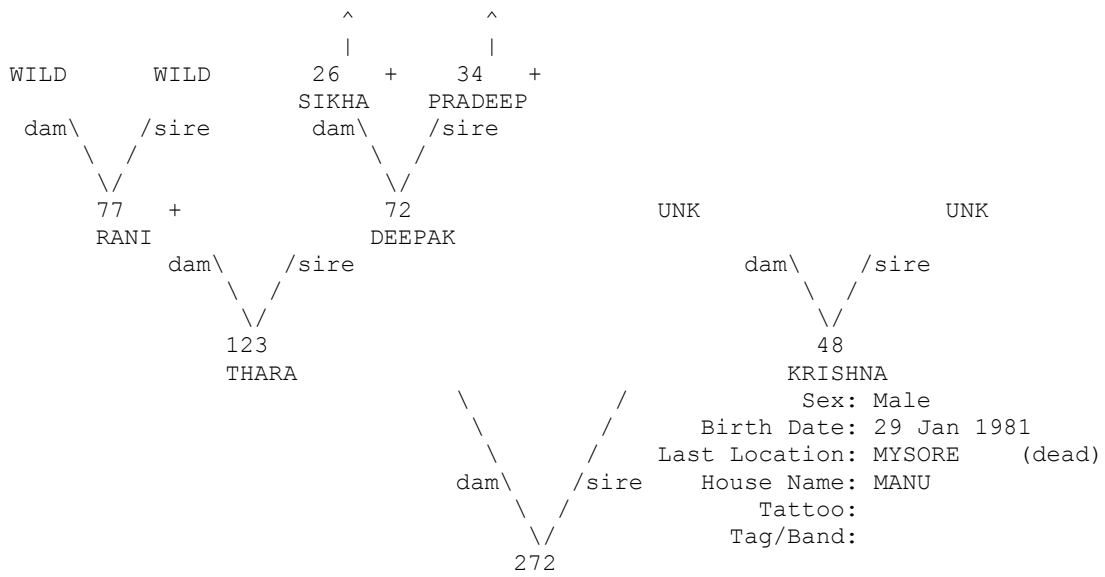 ^ ^
| |
WILD WILD 26 + 34 +
SIKHA PRADEEP
dam\ /sire dam\ /sire
\ / \ /
\/ \/
77 + 72 UNK UNK
RANI DEEPAK
dam\ /sire dam\ /sire
\ / \ /
\/ \/
123 48
THARA KRISHNA
\ / Sex: Male
\ / Birth Date: 29 Jan 1981
\ / Last Location: MYSORE (dead)
dam\ /sire House Name: MANU
\ / Tattoo:
\/ Tag/Band:
272